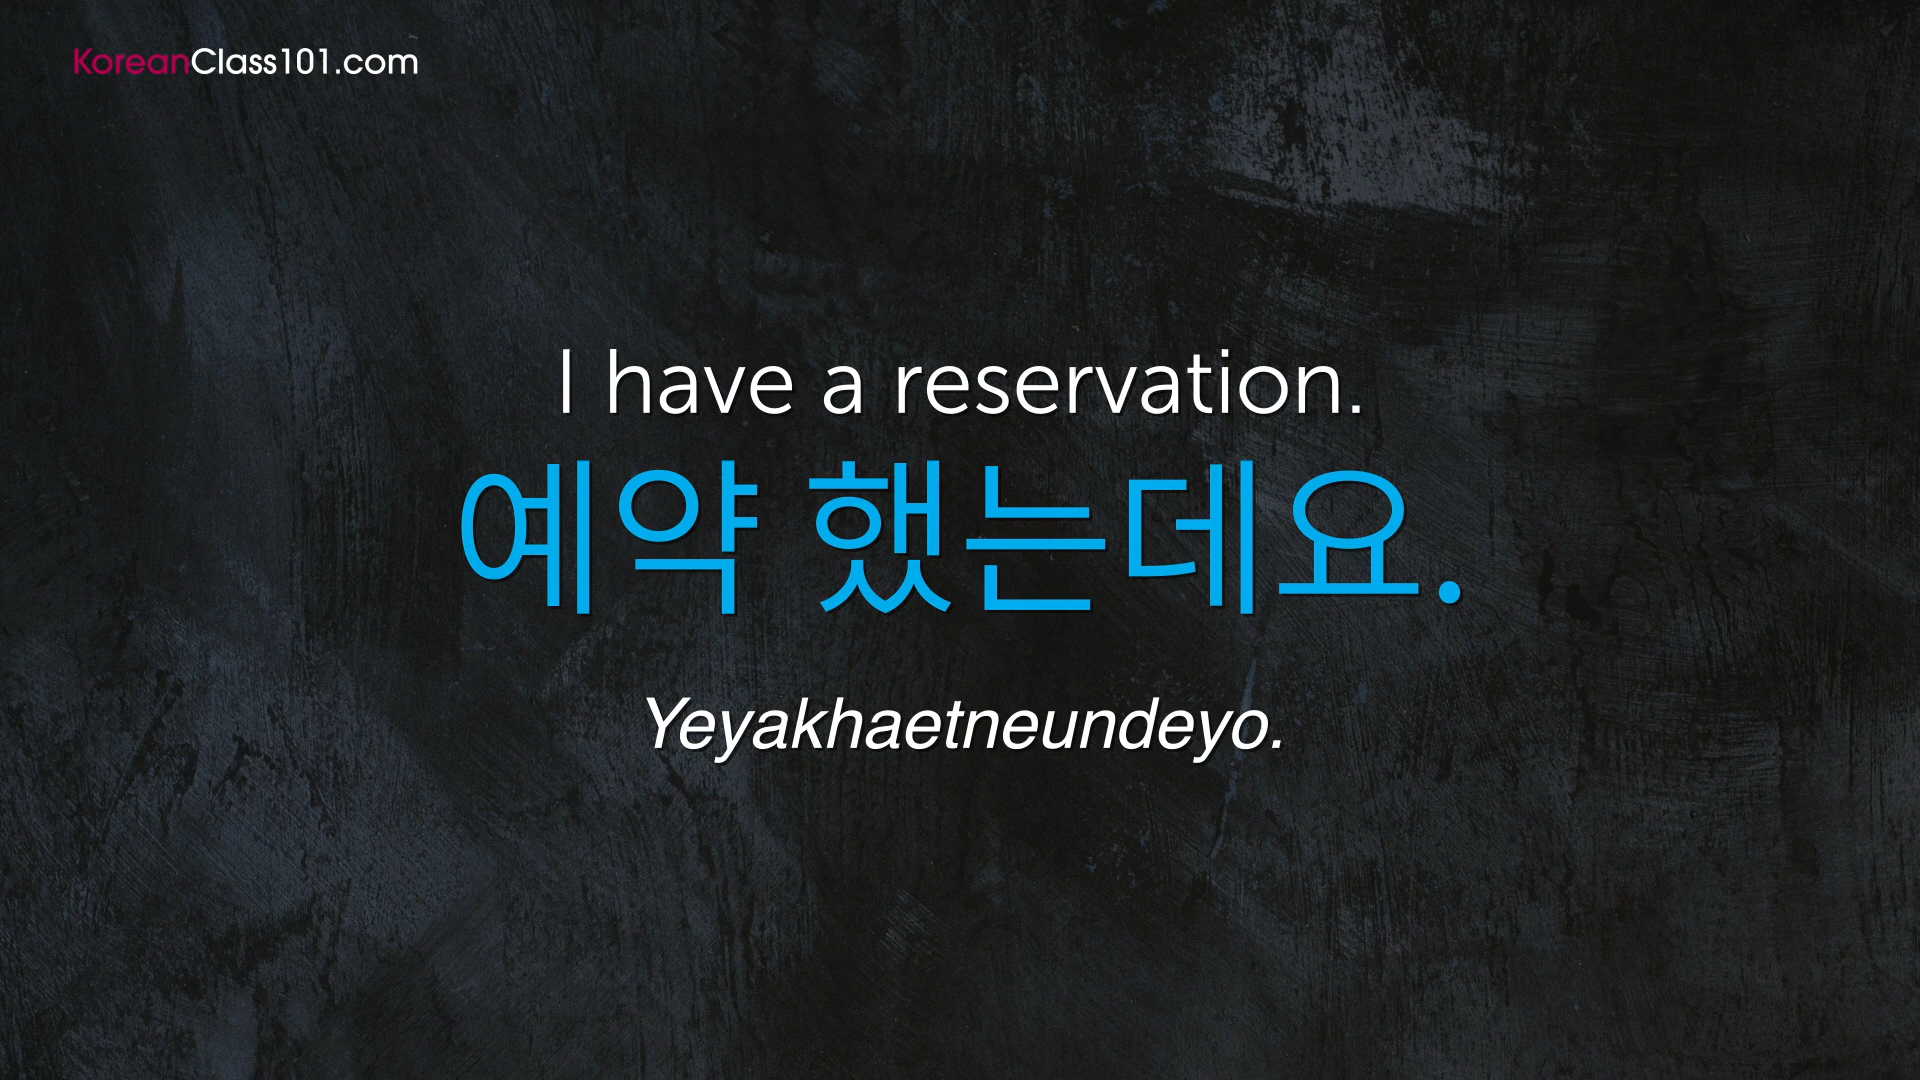 KoreanClass101.com
I have a reservation.
예약 했는데요.
Yeyakhaetneundeyo.